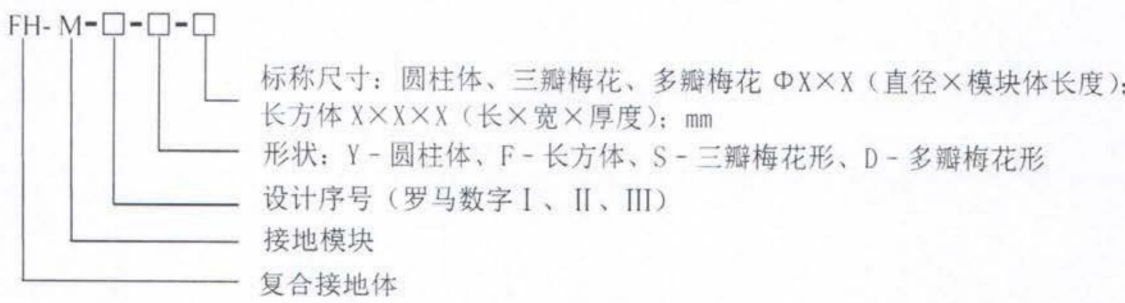 FH-M-□-□-□
标称尺寸：圆柱体、三瓣梅花、多瓣梅花 ΦX×X（直径×模块体长度）；
长方体 X×X×X（长×宽×厚度）；mm
形状：Y-圆柱体、F-长方体、S-三瓣梅花形、D-多瓣梅花形
设计序号（罗马数字Ⅰ、Ⅱ、Ⅲ）
接地模块
复合接地体